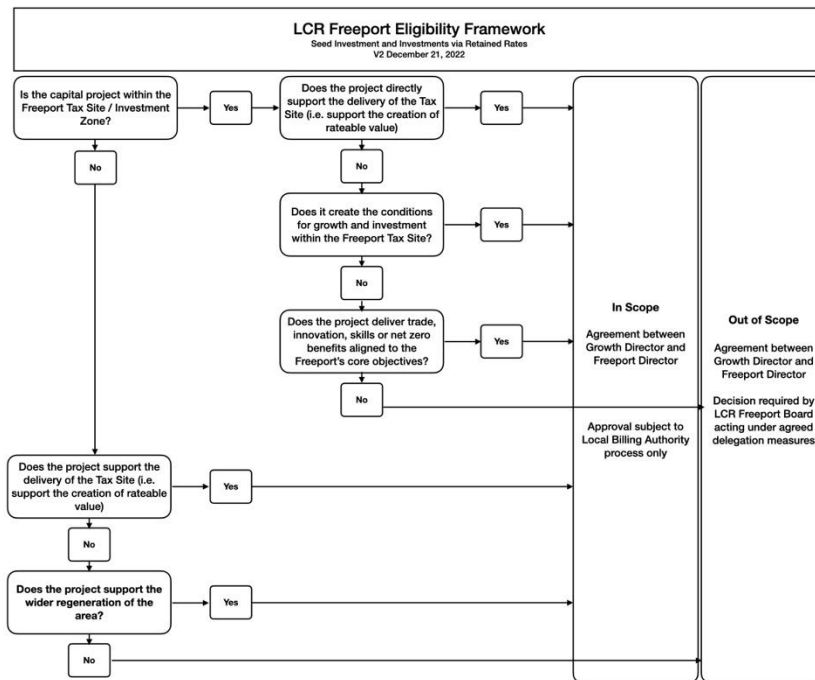 LCR Freeport Eligibility Framework
Seed Investment and Investments via Retained Rates
V2 December 21, 2022
Is the capital project within the
Freeport Tax Site / Investment
Zone?
Yes
Does the project directly
support the delivery of the Tax
Site (i.e. support the creation of
rateable value)
Yes
No
No
Does it create the conditions
for growth and investment
within the Freeport Tax Site?
Yes
No
Does the project deliver trade,
innovation, skills or net zero
benefits aligned to the
Freeport's core objectives?
Yes
No
In Scope
Agreement between
Growth Director and
Freeport Director
Approval subject to
Local Billing Authority
process only
Out of Scope
Agreement between
Growth Director and
Freeport Director
Decision required by
LCR Freeport Board
acting under agreed
delegation measures
Does the project support the
delivery of the Tax Site (i.e.
support the creation of rateable
value)
Yes
No
Does the project support the
wider regeneration of the
area?
Yes
No